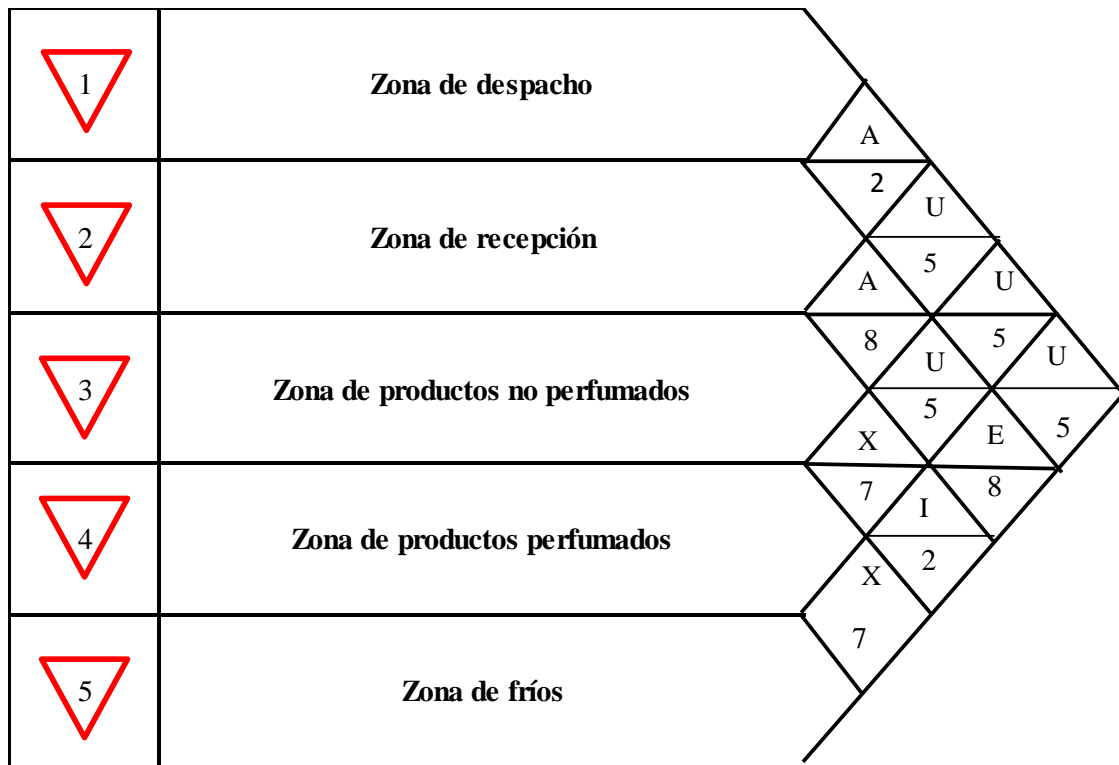 1
Zona de despacho
A
2
U
2
Zona de recepción
5
U
A
8
5
U
U
3
Zona de productos no perfumados
5
5
X
E
7
8
I
4
Zona de productos perfumados
2
X
7
5
Zona de fríos